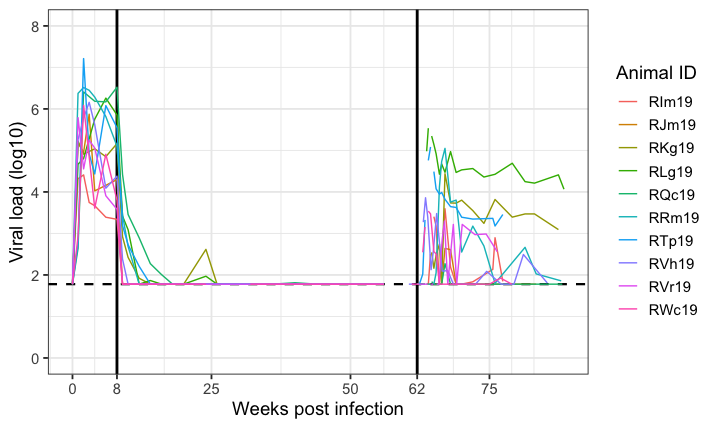 Viral load (log10)
8
6
4
2
0
0
8
25
50
62
75
Weeks post infection
Animal ID
RIm19
RJm19
RKg19
RLg19
RQc19
RRm19
RTp19
RVh19
RVr19
RWc19